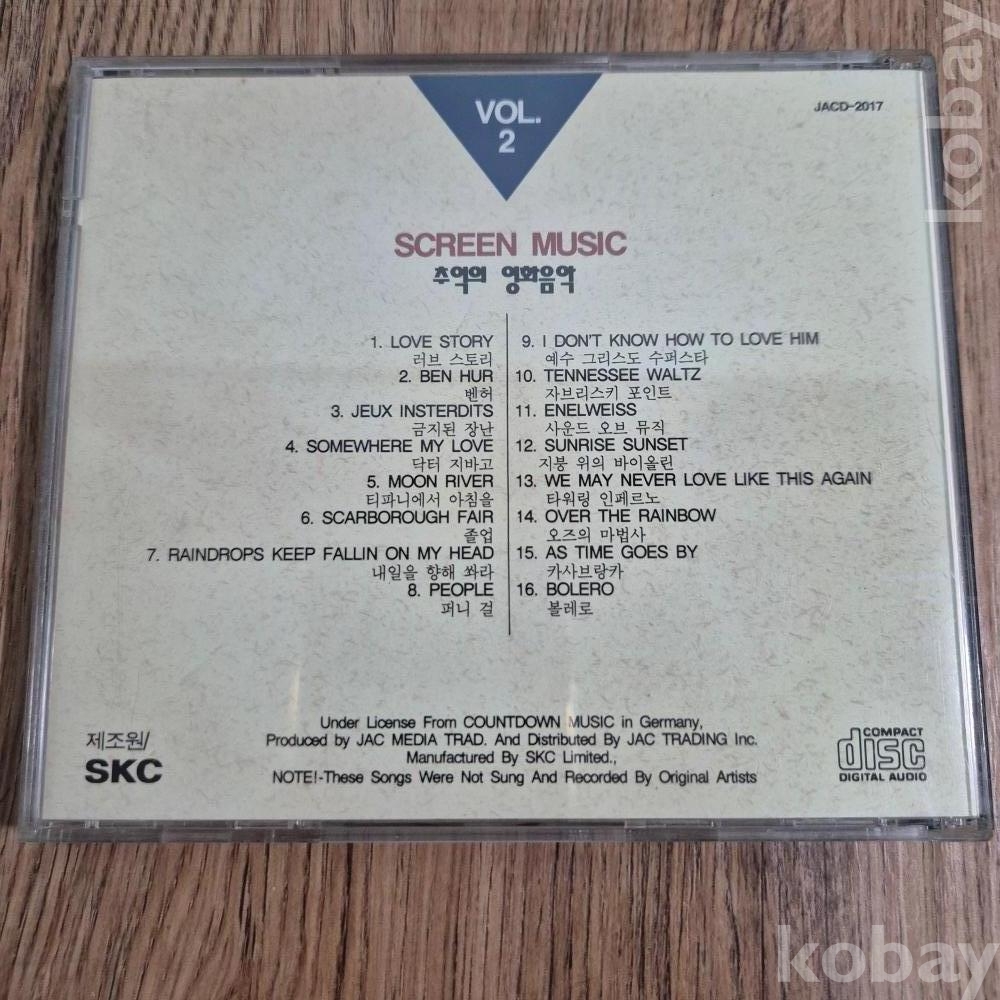 VOL.
2
JACD-2017
SCREEN MUSIC
추억의 영화음악
1. LOVE STORY
러브 스토리
2. BEN HUR
벤허
3. JEUX INSTERDITS
금지된 장난
4. SOMEWHERE MY LOVE
닥터 지바고
5. MOON RIVER
티파니에서 아침을
6. SCARBOROUGH FAIR
졸업
7. RAINDROPS KEEP FALLIN ON MY HEAD
내일을 향해 쏴라
8. PEOPLE
퍼니 걸
9. I DON'T KNOW HOW TO LOVE HIM
예수 그리스도 수퍼스타
10. TENNESSEE WALTZ
자브리스키 포인트
11. ENELWEISS
사운드 오브 뮤직
12. SUNRISE SUNSET
지붕 위의 바이올린
13. WE MAY NEVER LOVE LIKE THIS AGAIN
타워링 인페르노
14. OVER THE RAINBOW
오즈의 마법사
15. AS TIME GOES BY
카사브랑카
16. BOLERO
볼레로
제조원/
SKC
Under License From COUNTDOWN MUSIC in Germany,
Produced by JAC MEDIA TRAD. And Distributed By JAC TRADING Inc.
Manufactured By SKC Limited.,
NOTE!-These Songs Were Not Sung And Recorded By Original Artists
COMPACT
disc
DIGITAL AUDIO
kobay
kobay